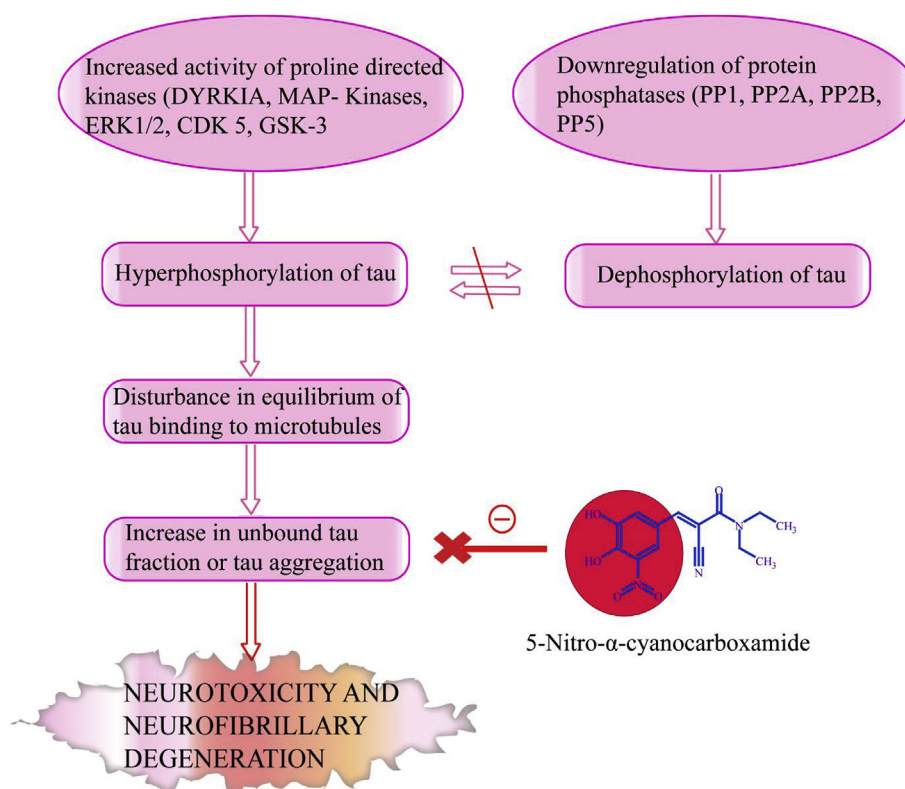 Increased activity of proline directed
kinases (DYRKIA, MAP- Kinases,
ERK1/2, CDK 5, GSK-3
Downregulation of protein
phosphatases (PP1, PP2A, PP2B,
PP5)
Hyperphosphorylation of tau
Dephosphorylation of tau
Disturbance in equilibrium of
tau binding to microtubules
Increase in unbound tau
fraction or tau aggregation
O
HO
N
CH₃
HO
N
CH₃
N
O
O
5-Nitro-α-cyanocarboxamide
NEUROTOXICITY AND
NEUROFIBRILLARY
DEGENERATION